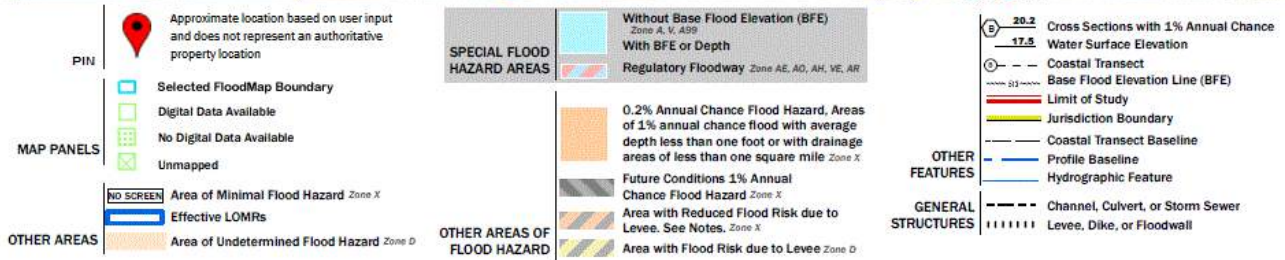 PIN
Approximate location based on user input
and does not represent an authoritative
property location
MAP PANELS
Selected FloodMap Boundary
Digital Data Available
No Digital Data Available
Unmapped
OTHER AREAS
NO SCREEN Area of Minimal Flood Hazard Zone X
Effective LOMRs
Area of Undetermined Flood Hazard Zone D
SPECIAL FLOOD
HAZARD AREAS
Without Base Flood Elevation (BFE)
Zone A, V, A99
With BFE or Depth
Regulatory Floodway Zone AE, AO, AH, VE, AR
OTHER AREAS OF
FLOOD HAZARD
0.2% Annual Chance Flood Hazard, Areas
of 1% annual chance flood with average
depth less than one foot or with drainage
areas of less than one square mile Zone X
Future Conditions 1% Annual
Chance Flood Hazard Zone X
Area with Reduced Flood Risk due to
Levee. See Notes. Zone X
Area with Flood Risk due to Levee Zone D
OTHER
FEATURES
B 20.2 Cross Sections with 1% Annual Chance
17.5 Water Surface Elevation
Coastal Transect
Base Flood Elevation Line (BFE)
Limit of Study
Jurisdiction Boundary
Coastal Transect Baseline
Profile Baseline
Hydrographic Feature
GENERAL
STRUCTURES
Channel, Culvert, or Storm Sewer
Levee, Dike, or Floodwall